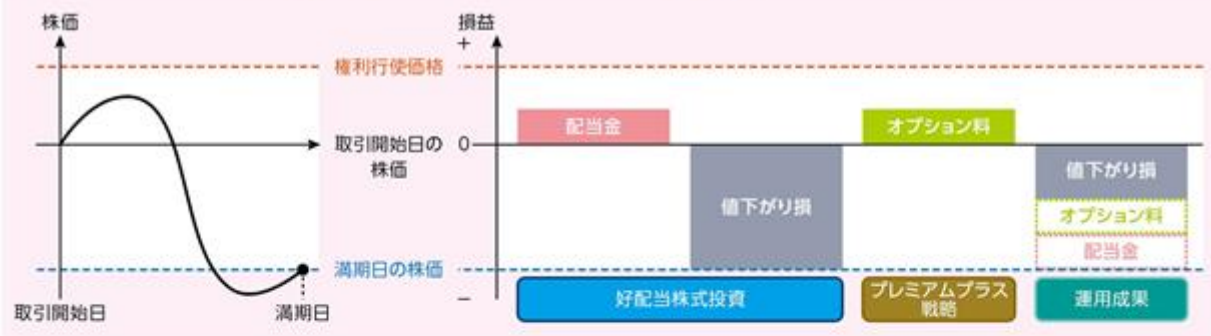 株価
権利行使価格
取引開始日の
株価
満期日の株価
取引開始日
満期日
損益
+
0
−
配当金
値下がり損
オプション料
値下がり損
オプション料
配当金
好配当株式投資
プレミアムプラス
戦略
運用成果